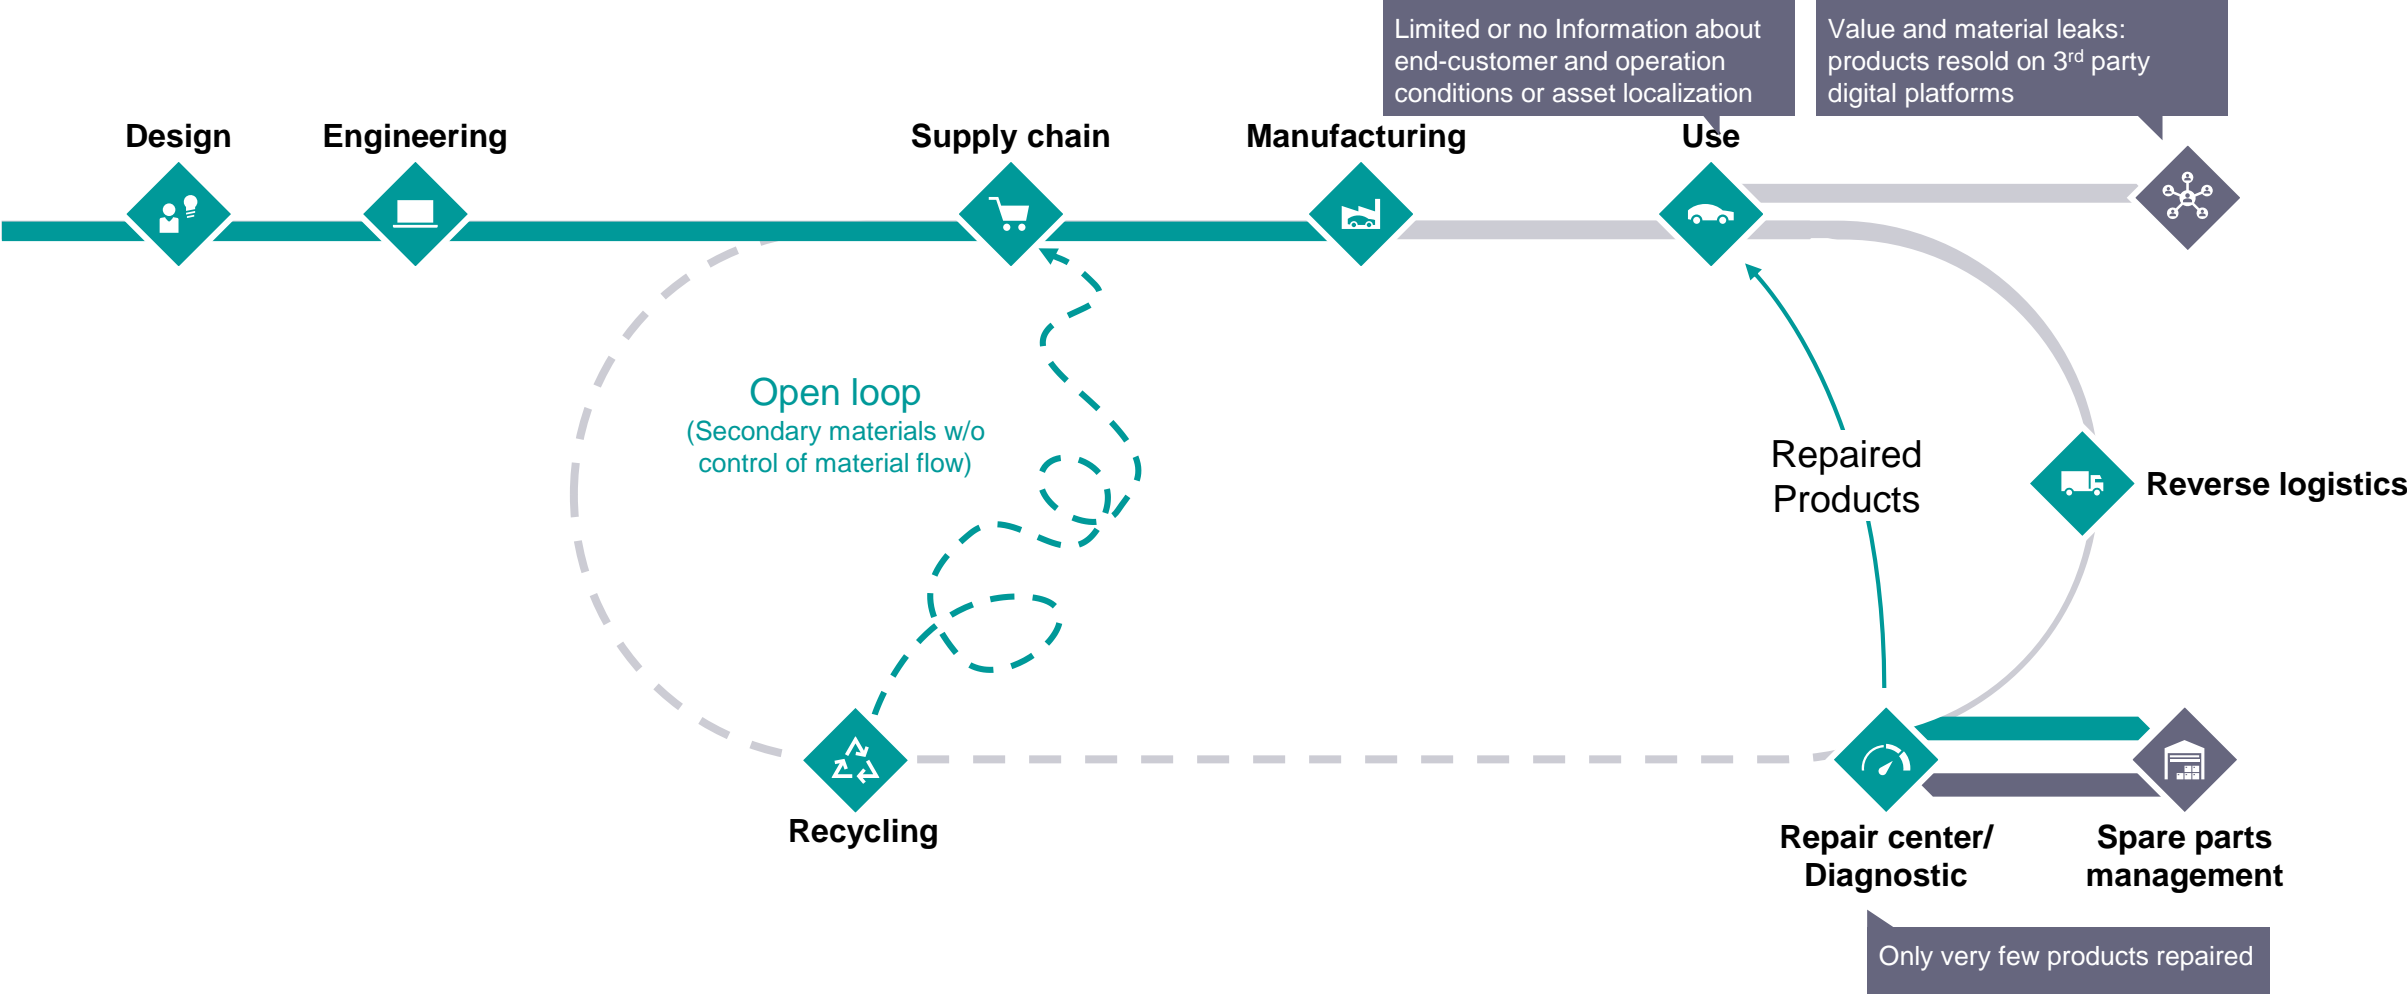 Limited or no Information about
end-customer and operation
conditions or asset localization
Value and material leaks:
products resold on 3rd party
digital platforms
Design
Engineering
Supply chain
Manufacturing
Use
Open loop
(Secondary materials w/o
control of material flow)
Repaired
Products
Reverse logistics
Recycling
Repair center/
Diagnostic
Spare parts
management
Only very few products repaired